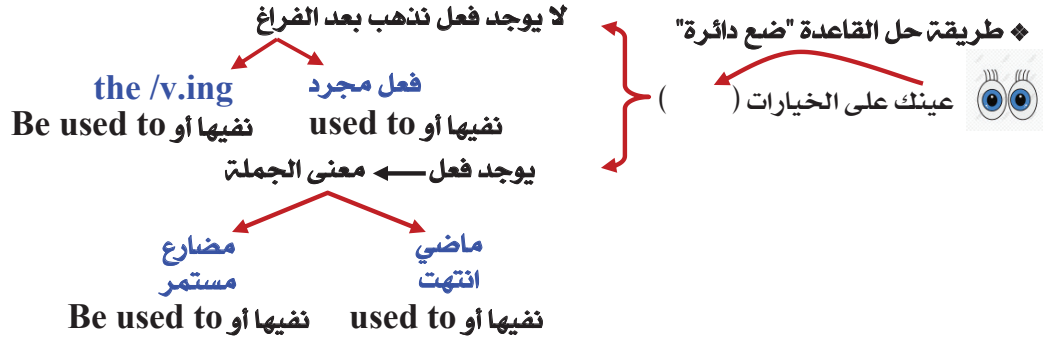 ❖ طريقة حل القاعدة "ضع دائرة"
عينك على الخيارات (        )
لا يوجد فعل نذهب بعد الفراغ
فعل مجرد
used to أو نفيها
the /v.ing
Be used to أو نفيها
يوجد فعل ← معنى الجملة
ماضي
انتهت
used to أو نفيها
مضارع
مستمر
Be used to أو نفيها